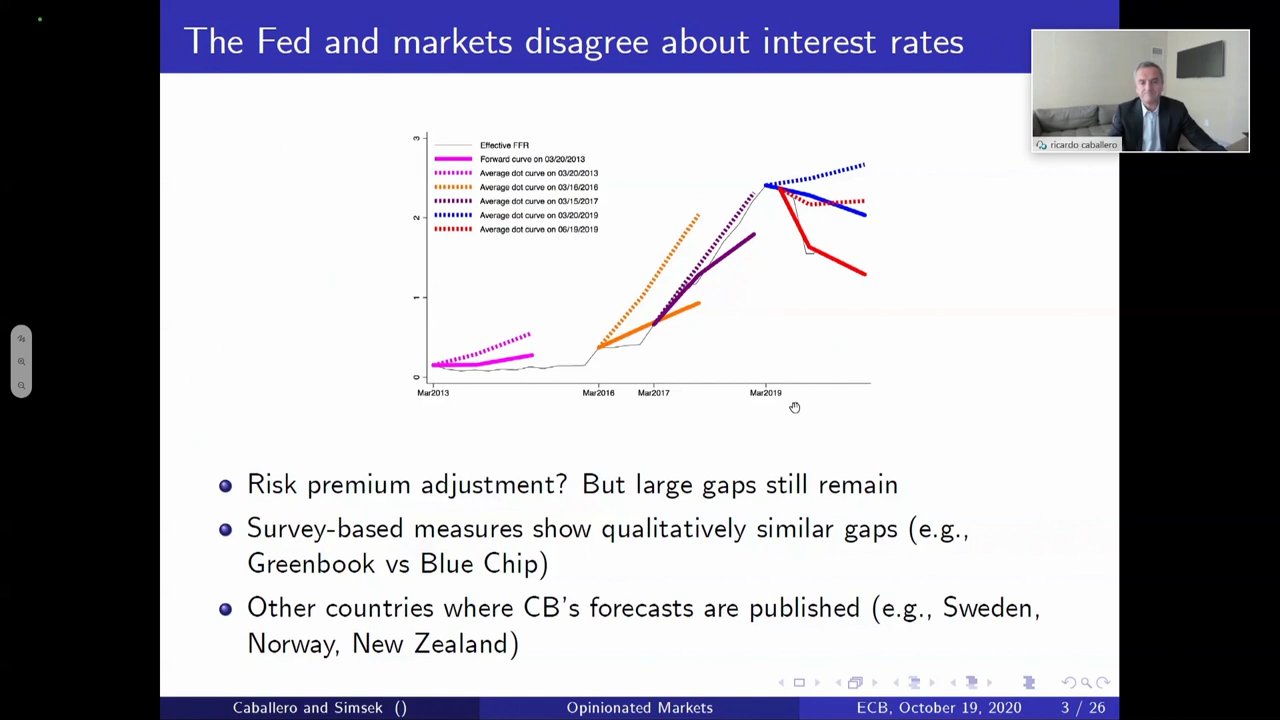 The Fed and markets disagree about interest rates
ricardo caballero
3
2
1
0
Effective FFR
Forward curve on 03/20/2013
Average dot curve on 03/20/2013
Average dot curve on 03/16/2016
Average dot curve on 03/15/2017
Average dot curve on 03/20/2019
Average dot curve on 06/19/2019
Mar2013
Mar2016
Mar2017
Mar2019
Risk premium adjustment? But large gaps still remain
Survey-based measures show qualitatively similar gaps (e.g.,
Greenbook vs Blue Chip)
Other countries where CB's forecasts are published (e.g., Sweden,
Norway, New Zealand)
Caballero and Simsek ()
Opinionated Markets
ECB, October 19, 2020
3 / 26